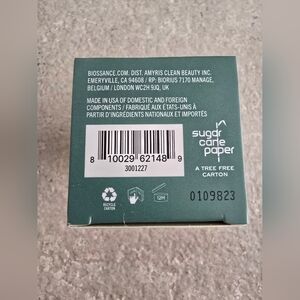 BIOSSANCE.COM. DIST. AMYRIS CLEAN BEAUTY INC.
EMERYVILLE, CA 94608 / RP: BIORIUS 7170 MANAGE,
BELGIUM / LONDON WC2H 9JQ, UK
MADE IN USA OF DOMESTIC AND FOREIGN
COMPONENTS / FABRIQUÉ AUX ÉTATS-UNIS À
PARTIR D'INGRÉDIENTS NATIONAUX ET IMPORTÉS
8 10029 62148 9
3001227
sugar
cane
paper
A TREE FREE
CARTON
RECYCLE
CARTON
12M
0109823